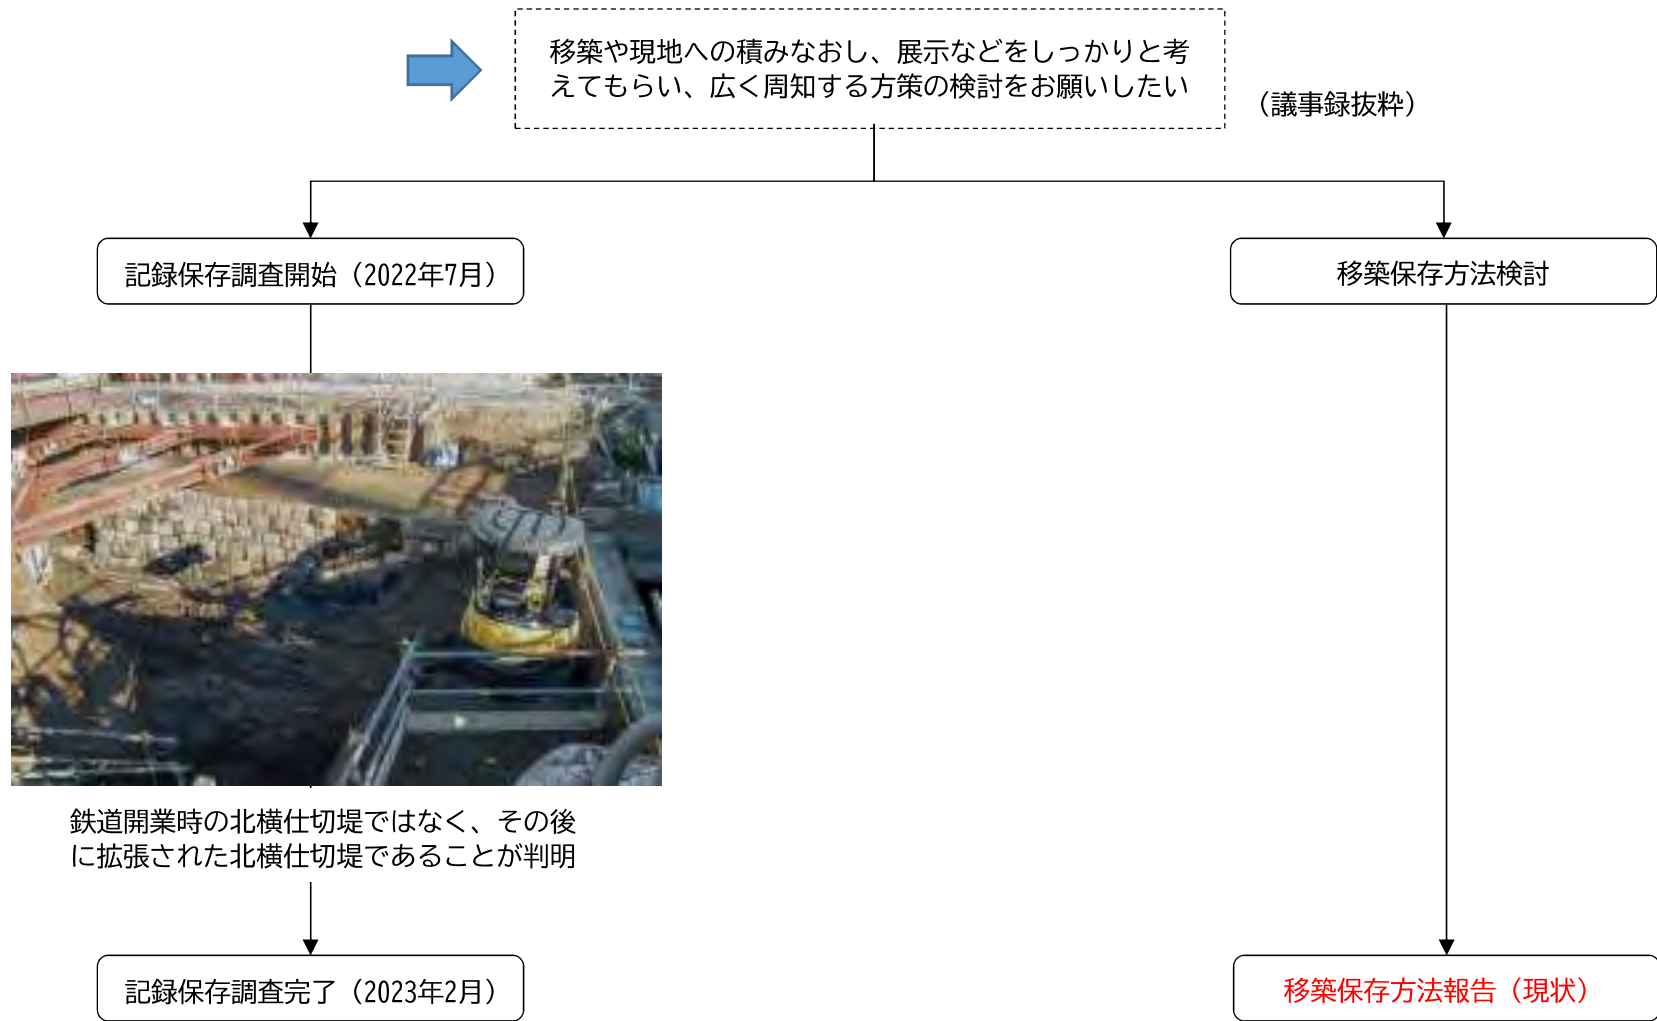 移築や現地への積みなおし、展示などをしっかりと考
えてもらい、広く周知する方策の検討をお願いしたい
（議事録抜粋）
記録保存調査開始（2022年7月）
移築保存方法検討
鉄道開業時の北横仕切堤ではなく、その後
に拡張された北横仕切堤であることが判明
記録保存調査完了（2023年2月）
移築保存方法報告（現状）